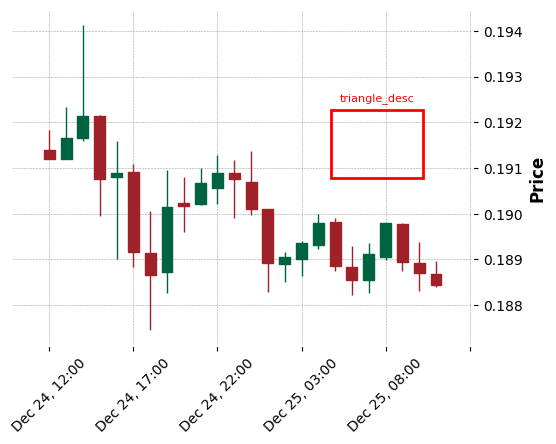 0.194
0.193
triangle_desc
0.192
0.191
Price
0.190
0.189
0.188
Dec 24, 12:00
Dec 24, 17:00
Dec 24, 22:00
Dec 25, 03:00
Dec 25, 08:00